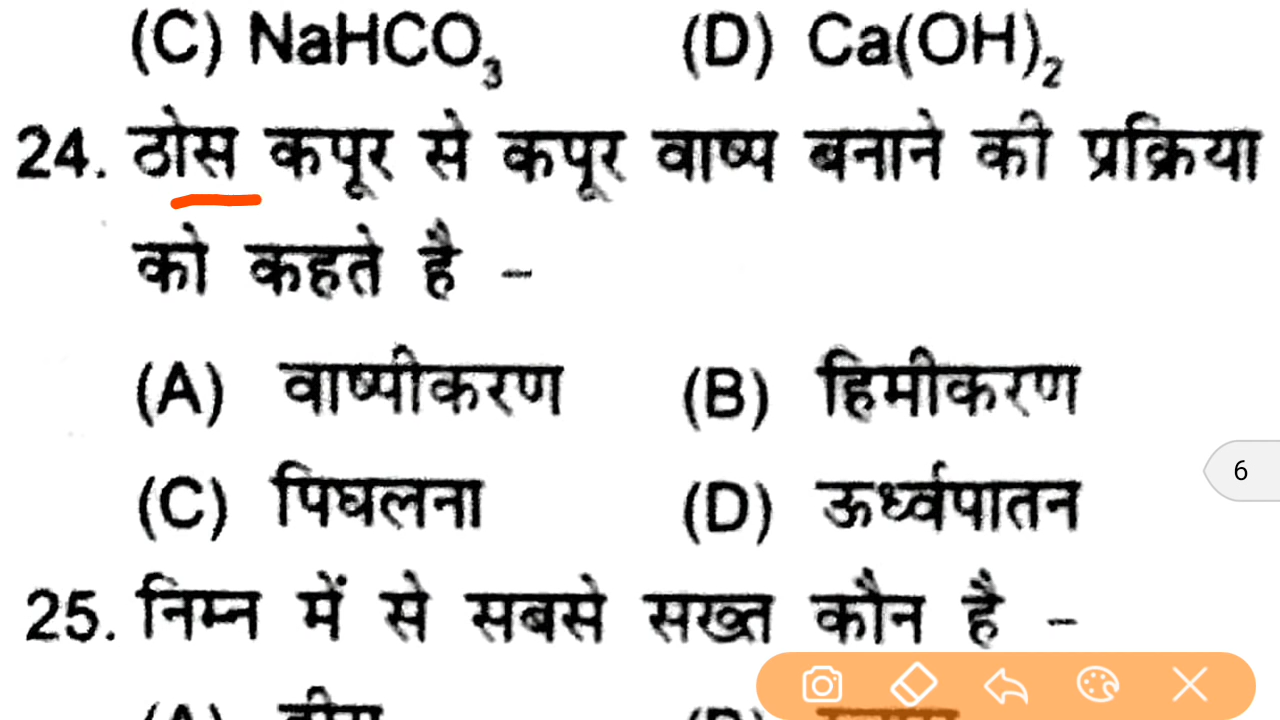 (C) NaHCO₃ (D) Ca(OH)₂
24. ठोस कपूर से कपूर वाष्प बनाने की प्रक्रिया
को कहते है –
(A) वाष्पीकरण (B) हिमीकरण
(C) पिघलना (D) ऊर्ध्वपातन
6
25. निम्न में से सबसे सख्त कौन है –